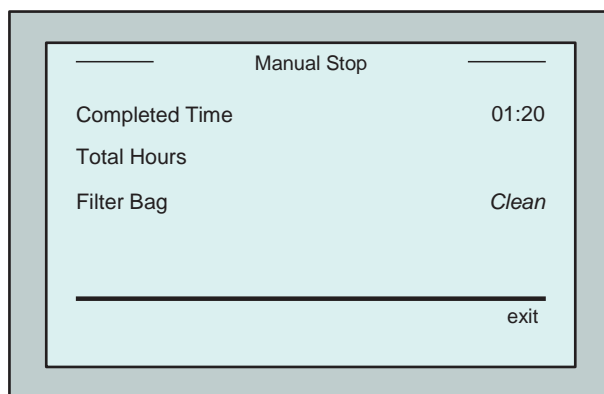 Manual Stop
Completed Time 01:20
Total Hours
Filter Bag Clean
exit